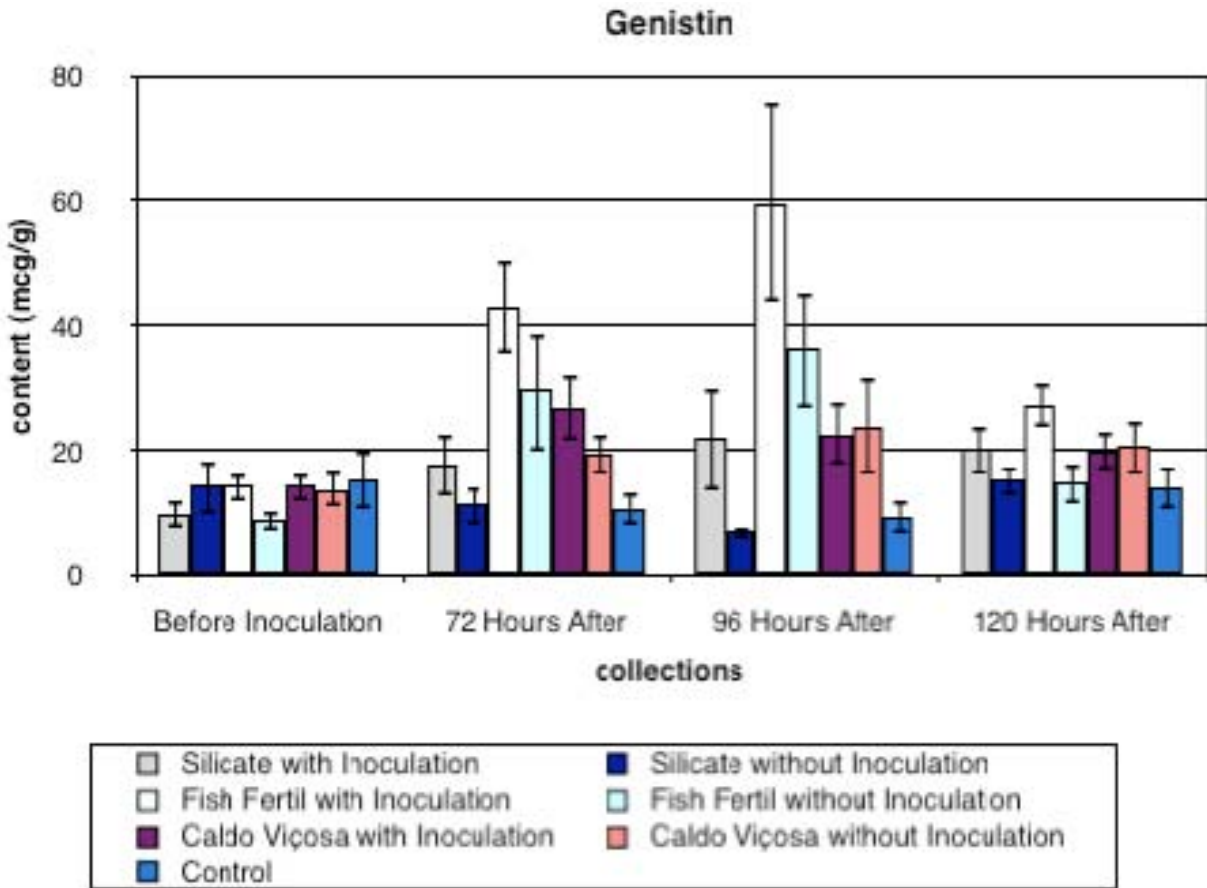 Genistin
80
60
40
20
0
content (mcg/g)
Before Inoculation 72 Hours After 96 Hours After 120 Hours After
collections
Silicate with Inoculation Silicate without Inoculation
Fish Fertil with Inoculation Fish Fertil without Inoculation
Caldo Viçosa with Inoculation Caldo Viçosa without Inoculation
Control